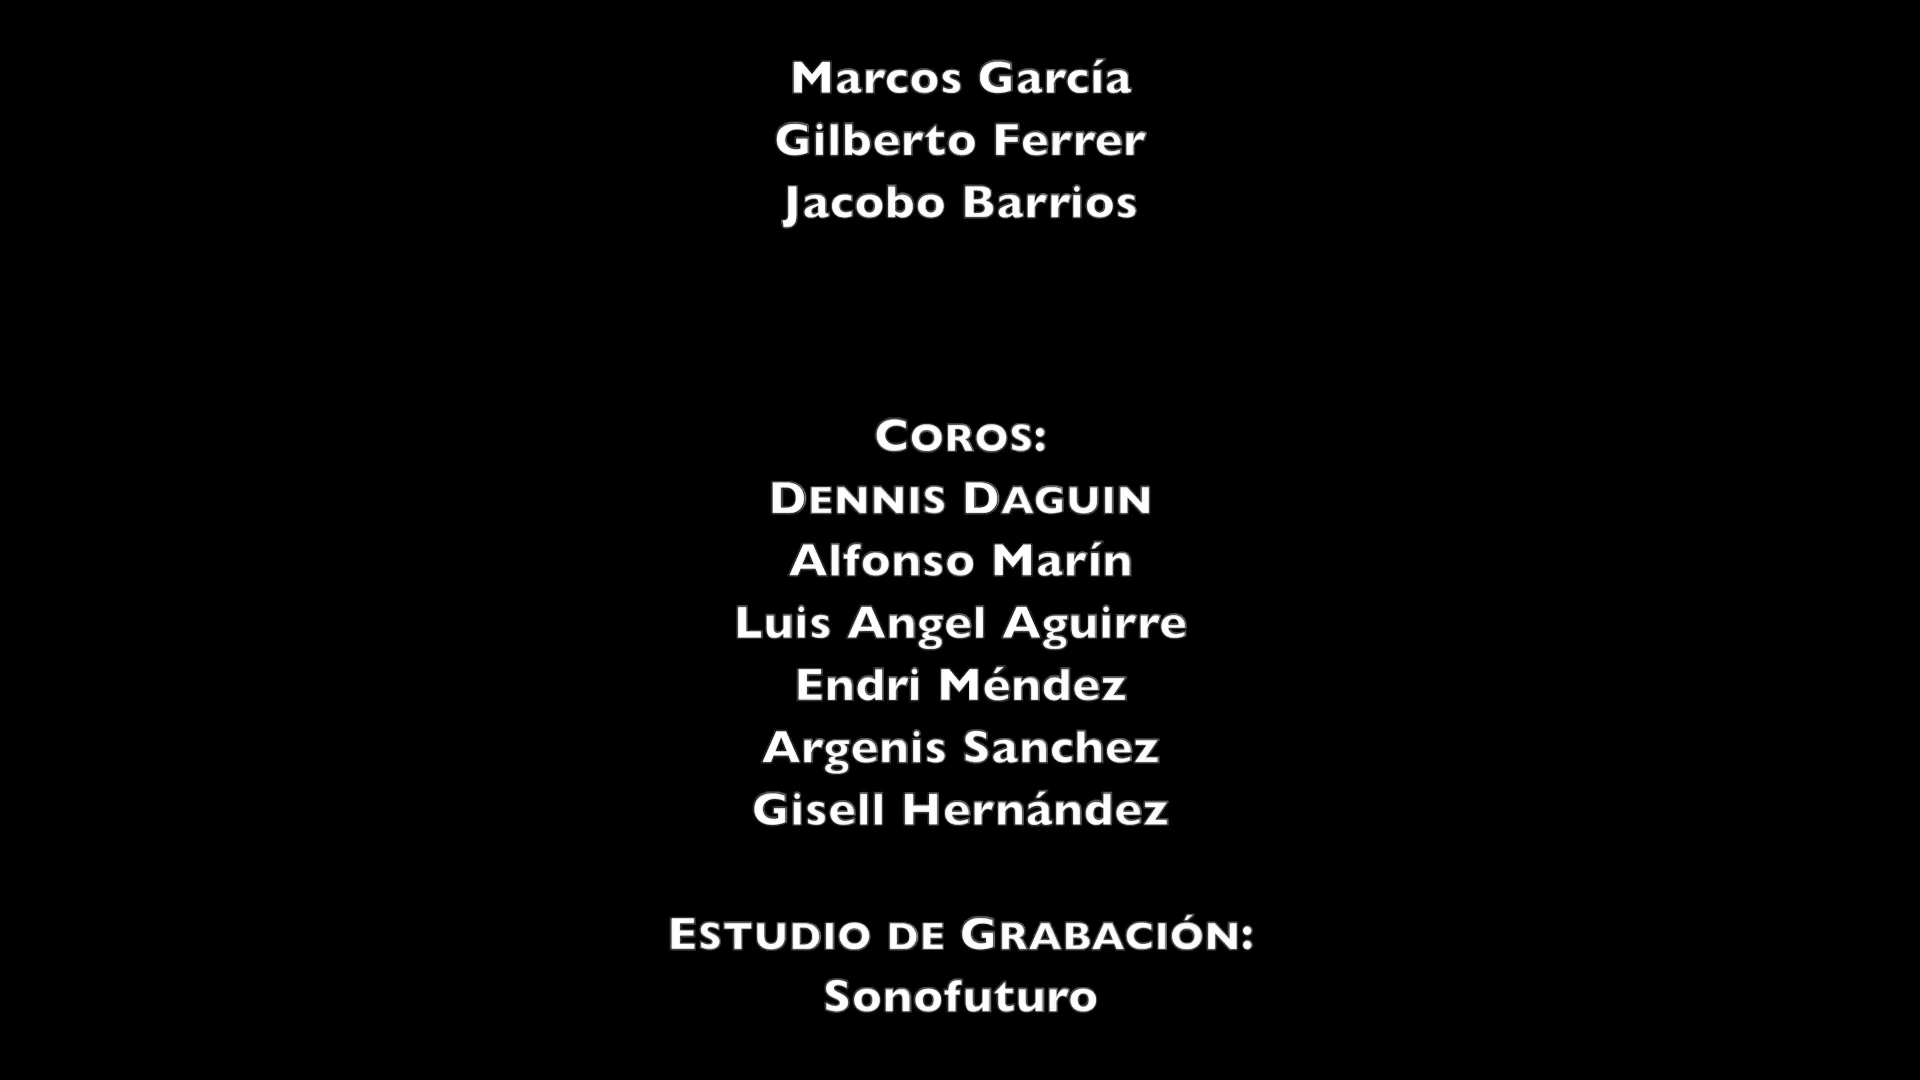 Marcos García
Gilberto Ferrer
Jacobo Barrios
COROS:
DENNIS DAGUIN
Alfonso Marín
Luis Angel Aguirre
Endri Méndez
Argenis Sanchez
Gisell Hernández
ESTUDIO DE GRABACIÓN:
Sonofuturo